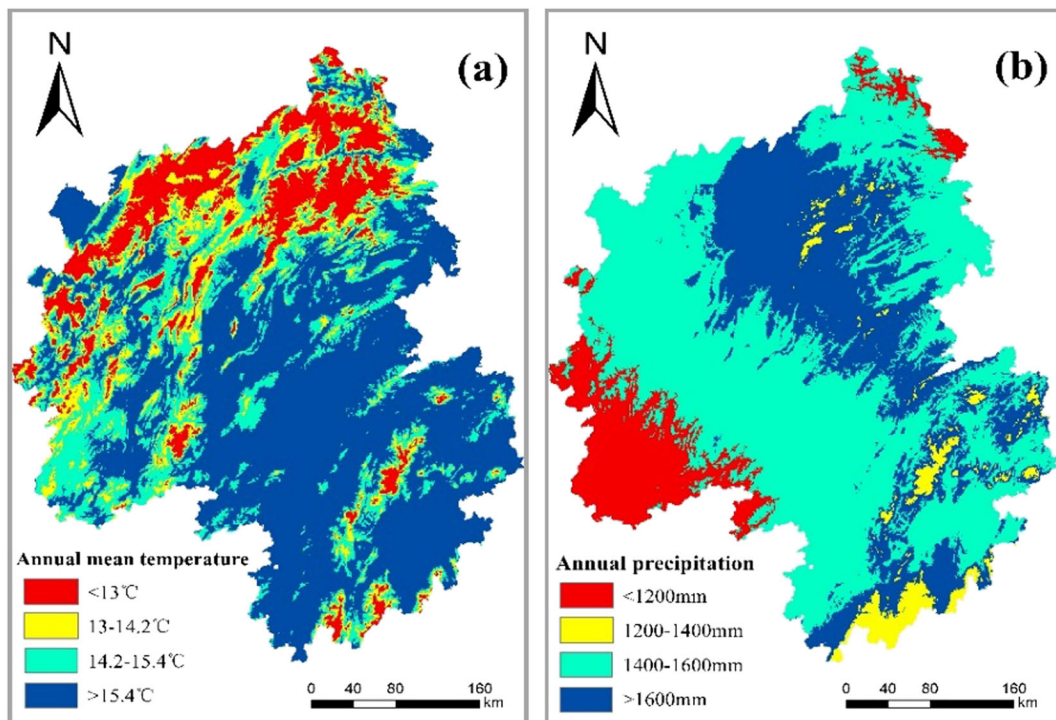 N
(a)
Annual mean temperature
<13℃
13-14.2℃
14.2-15.4℃
>15.4℃
0 40 80 160
km
N
(b)
Annual precipitation
<1200mm
1200-1400mm
1400-1600mm
>1600mm
0 40 80 160
km